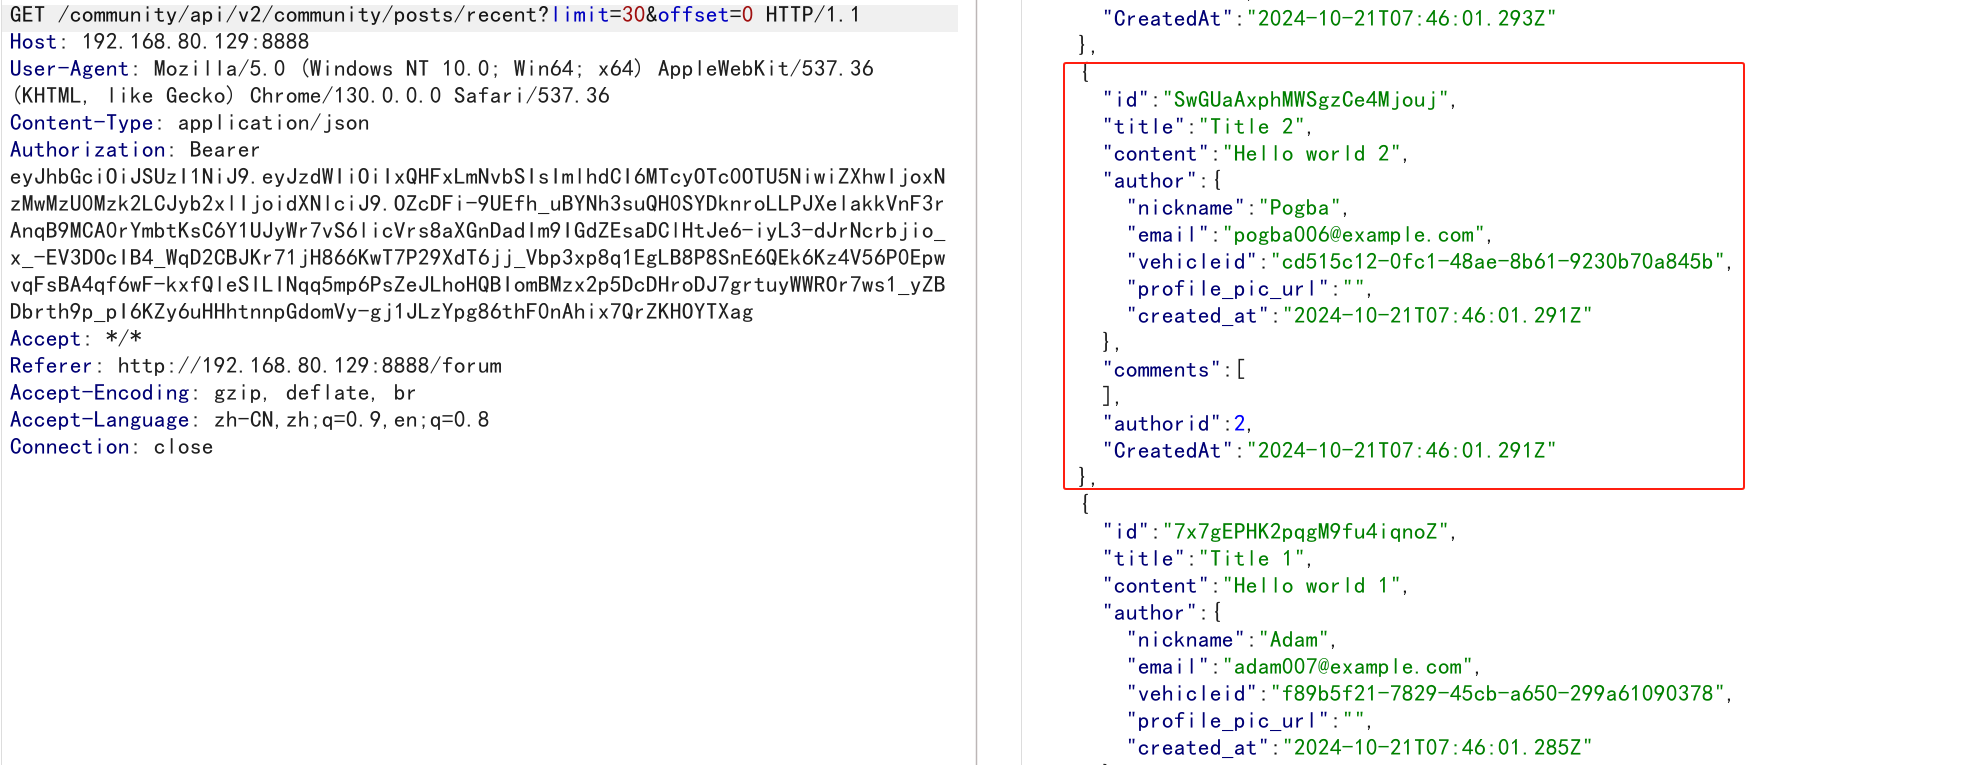 GET /community/api/v2/community/posts/recent?limit=30&offset=0 HTTP/1.1
Host: 192.168.80.129:8888
User-Agent: Mozilla/5.0 (Windows NT 10.0; Win64; x64) AppleWebKit/537.36
(KHTML, like Gecko) Chrome/130.0.0.0 Safari/537.36
Content-Type: application/json
Authorization: Bearer
eyJhbGciOiJSUzI1NiJ9.eyJzdWIiOiIxQHFxLmNvbSIsImlhdCI6MTcyOTc0OTU5NiwiZXhwIjoxN
zMwMzU0Mzk2LCJyb2xlIjoidXNlciJ9.OZcDFi-9UEfh_uBYNh3suQH0SYDknroLLPJXelakkVnF3r
AnqB9MCA0rYmbtKsC6Y1UJyWr7vS6licVrs8aXGnDadIm9IGdZEsaDClHtJe6-iyL3-dJrNcrbjio_
x_-EV3DOcIB4_WqD2CBJKr71jH866KwT7P29XdT6jj_Vbp3xp8q1EgLB8P8SnE6QEk6Kz4V56P0Epw
vqFsBA4qf6wF-kxfQleSILlNqq5mp6PsZeJLhoHQBlomBMzx2p5DcDHroDJ7grtuyWWROr7ws1_yZB
Dbrth9p_pl6KZy6uHHhtnnpGdomVy-gj1JLzYpg86thF0nAhix7QrZKHOYTXag
Accept: */*
Referer: http://192.168.80.129:8888/forum
Accept-Encoding: gzip, deflate, br
Accept-Language: zh-CN,zh;q=0.9,en;q=0.8
Connection: close
"CreatedAt":"2024-10-21T07:46:01.293Z"
},
{
"id":"SwGUaAxphMWSgzCe4Mjouj",
"title":"Title 2",
"content":"Hello world 2",
"author":{
"nickname":"Pogba",
"email":"pogba006@example.com",
"vehicleid":"cd515c12-0fc1-48ae-8b61-9230b70a845b",
"profile_pic_url":"",
"created_at":"2024-10-21T07:46:01.291Z"
},
"comments":[
],
"authorid":2,
"CreatedAt":"2024-10-21T07:46:01.291Z"
},
{
"id":"7x7gEPHK2pqgM9fu4iqnoZ",
"title":"Title 1",
"content":"Hello world 1",
"author":{
"nickname":"Adam",
"email":"adam007@example.com",
"vehicleid":"f89b5f21-7829-45cb-a650-299a61090378",
"profile_pic_url":"",
"created_at":"2024-10-21T07:46:01.285Z"